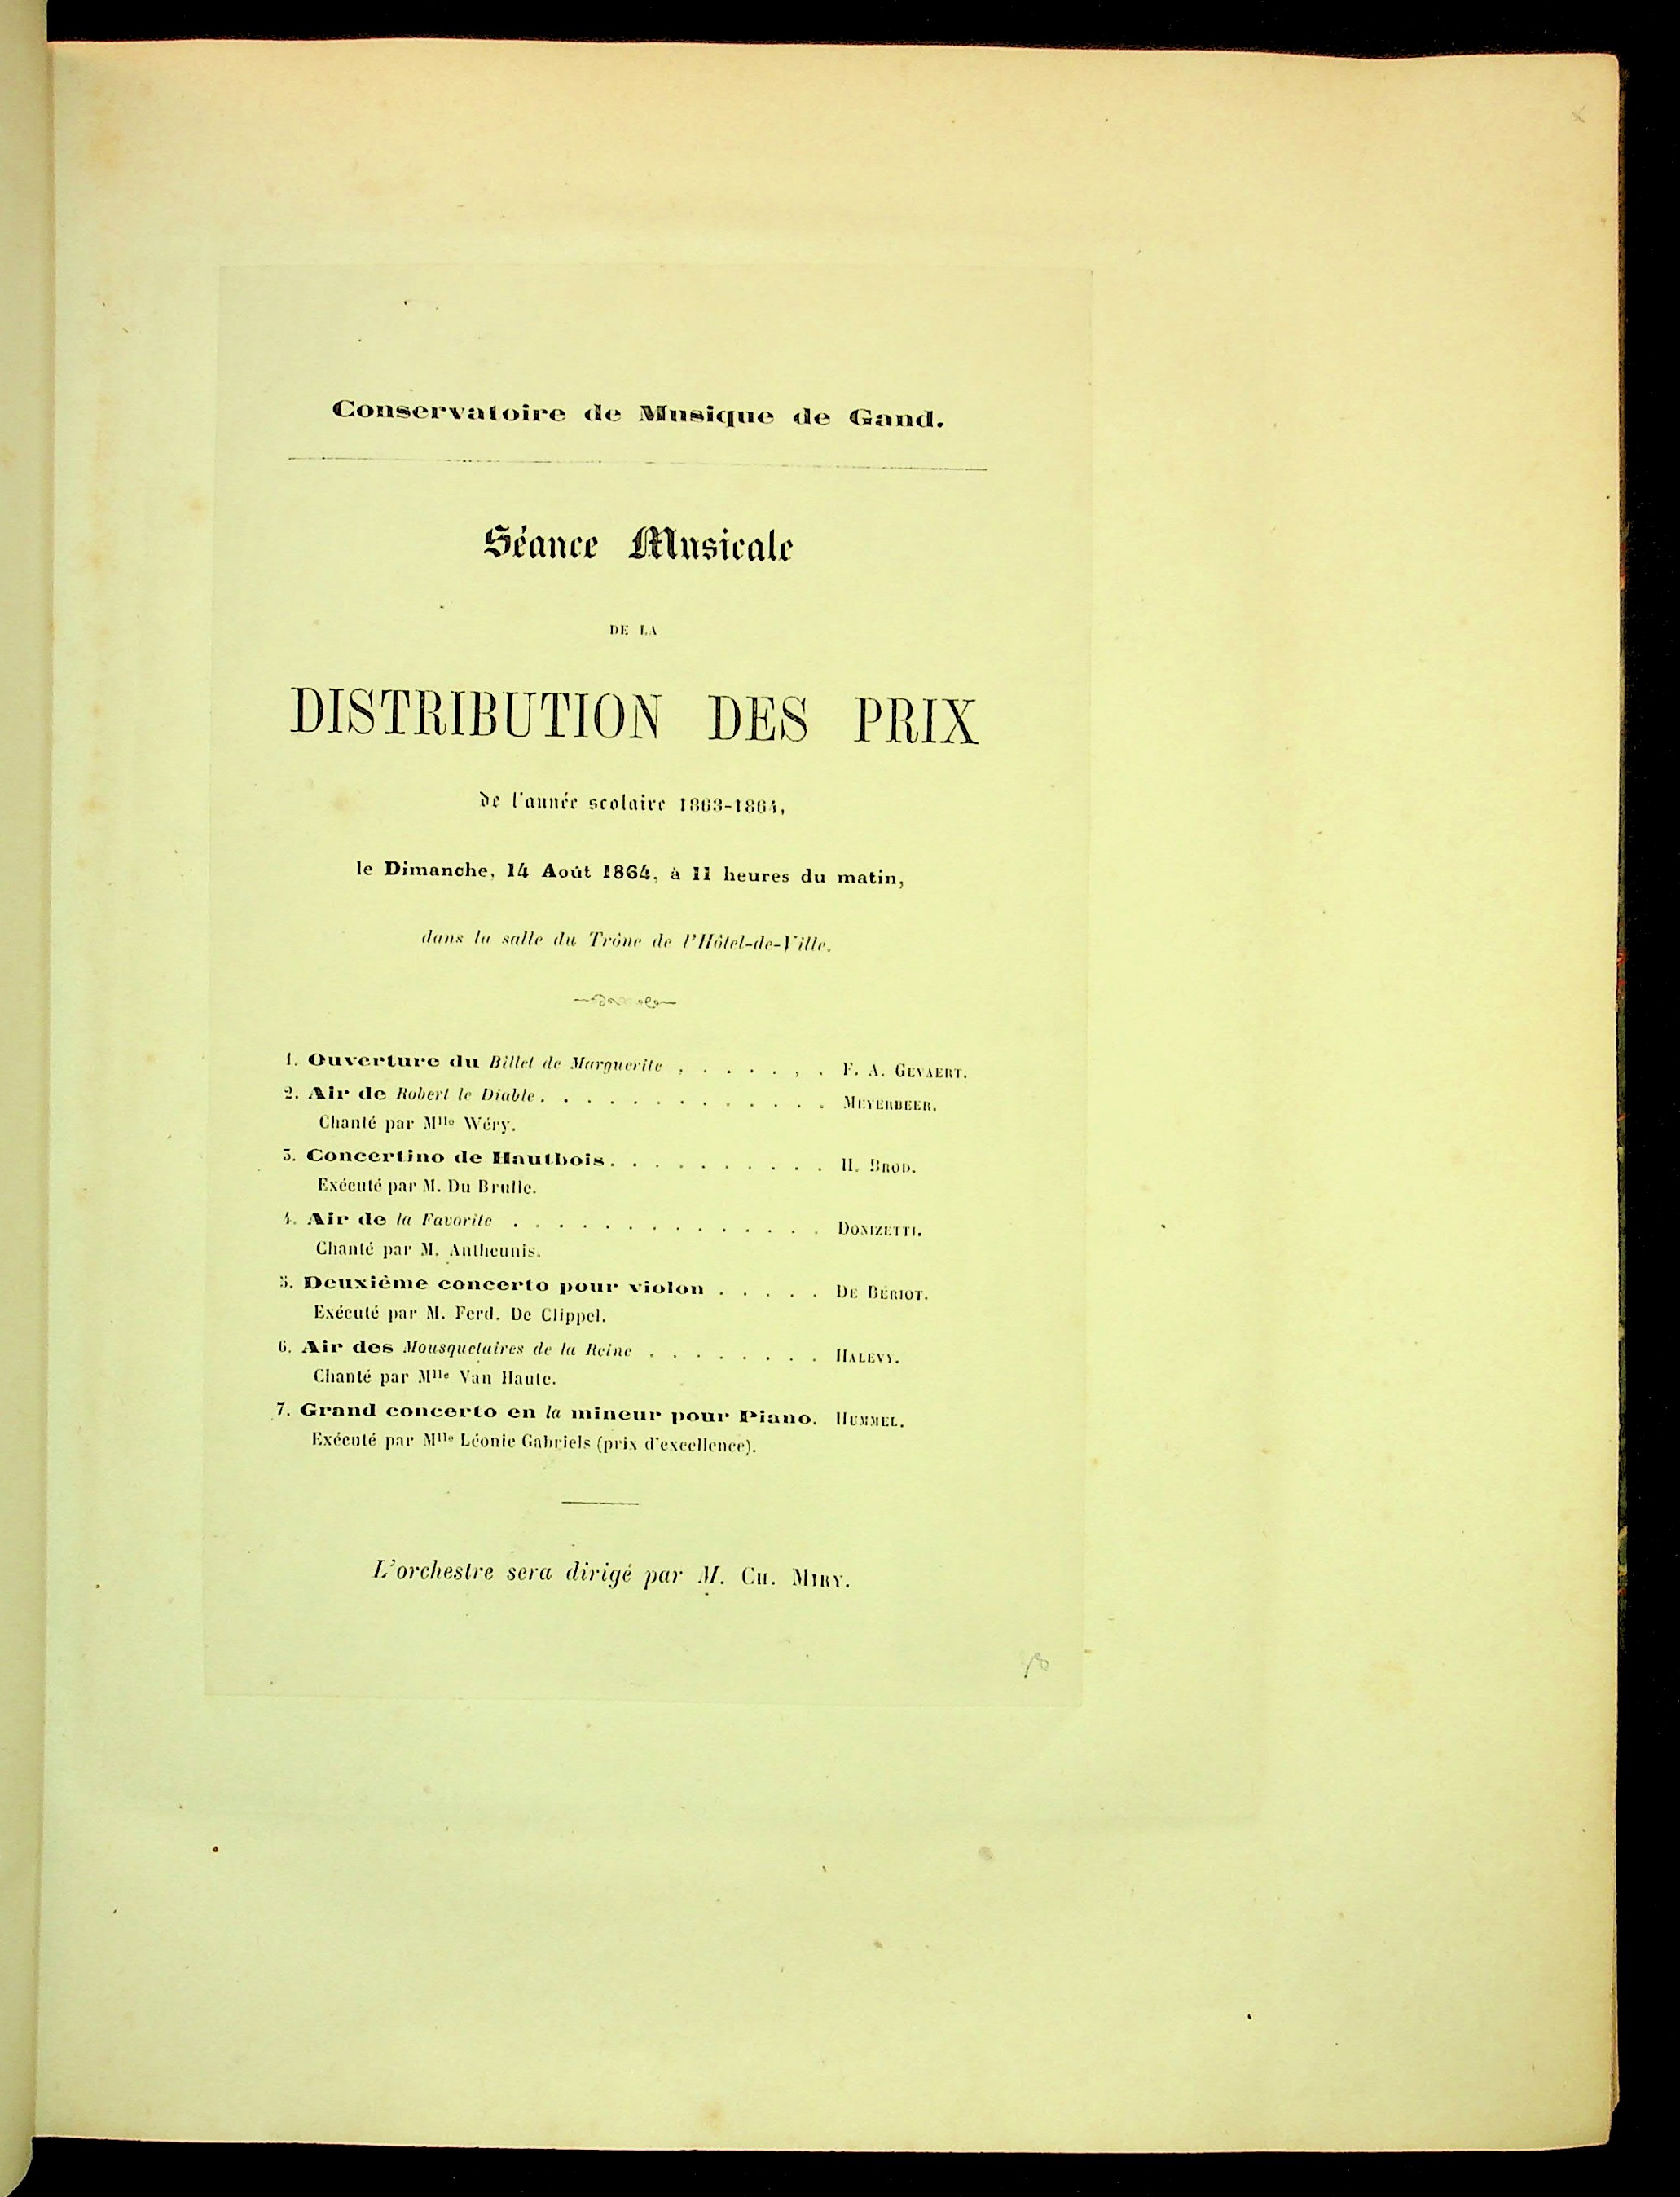 Conservatoire de Musique de Gand.
Séance Musicale
DE LA
DISTRIBUTION DES PRIX
de l'année scolaire 1863-1864,
le Dimanche, 14 Août 1864, à 11 heures du matin,
dans la salle du Trône de l'Hôtel-de-Ville.
1. Ouverture du Billet de Marguerite . . . . . . . F. A. GEVAERT.
2. Air de Robert le Diable . . . . . . . . . . . . . MEYERBEER.
Chanté par Mlle Wéry.
3. Concertino de Hautbois . . . . . . . . . . H. BROD.
Exécuté par M. Du Brulle.
4. Air de la Favorite . . . . . . . . . . . . . . DONIZETTI.
Chanté par M. Antheunis.
5. Deuxième concerto pour violon . . . . . DE BÉRIOT.
Exécuté par M. Ferd. De Clippel.
6. Air des Mousquetaires de la Reine . . . . . . . . HALEVY.
Chanté par Mlle Van Haute.
7. Grand concerto en la mineur pour Piano. HUMMEL.
Exécuté par Mlle Léonie Gabriels (prix d'excellence).
L'orchestre sera dirigé par M. CH. MIRY.